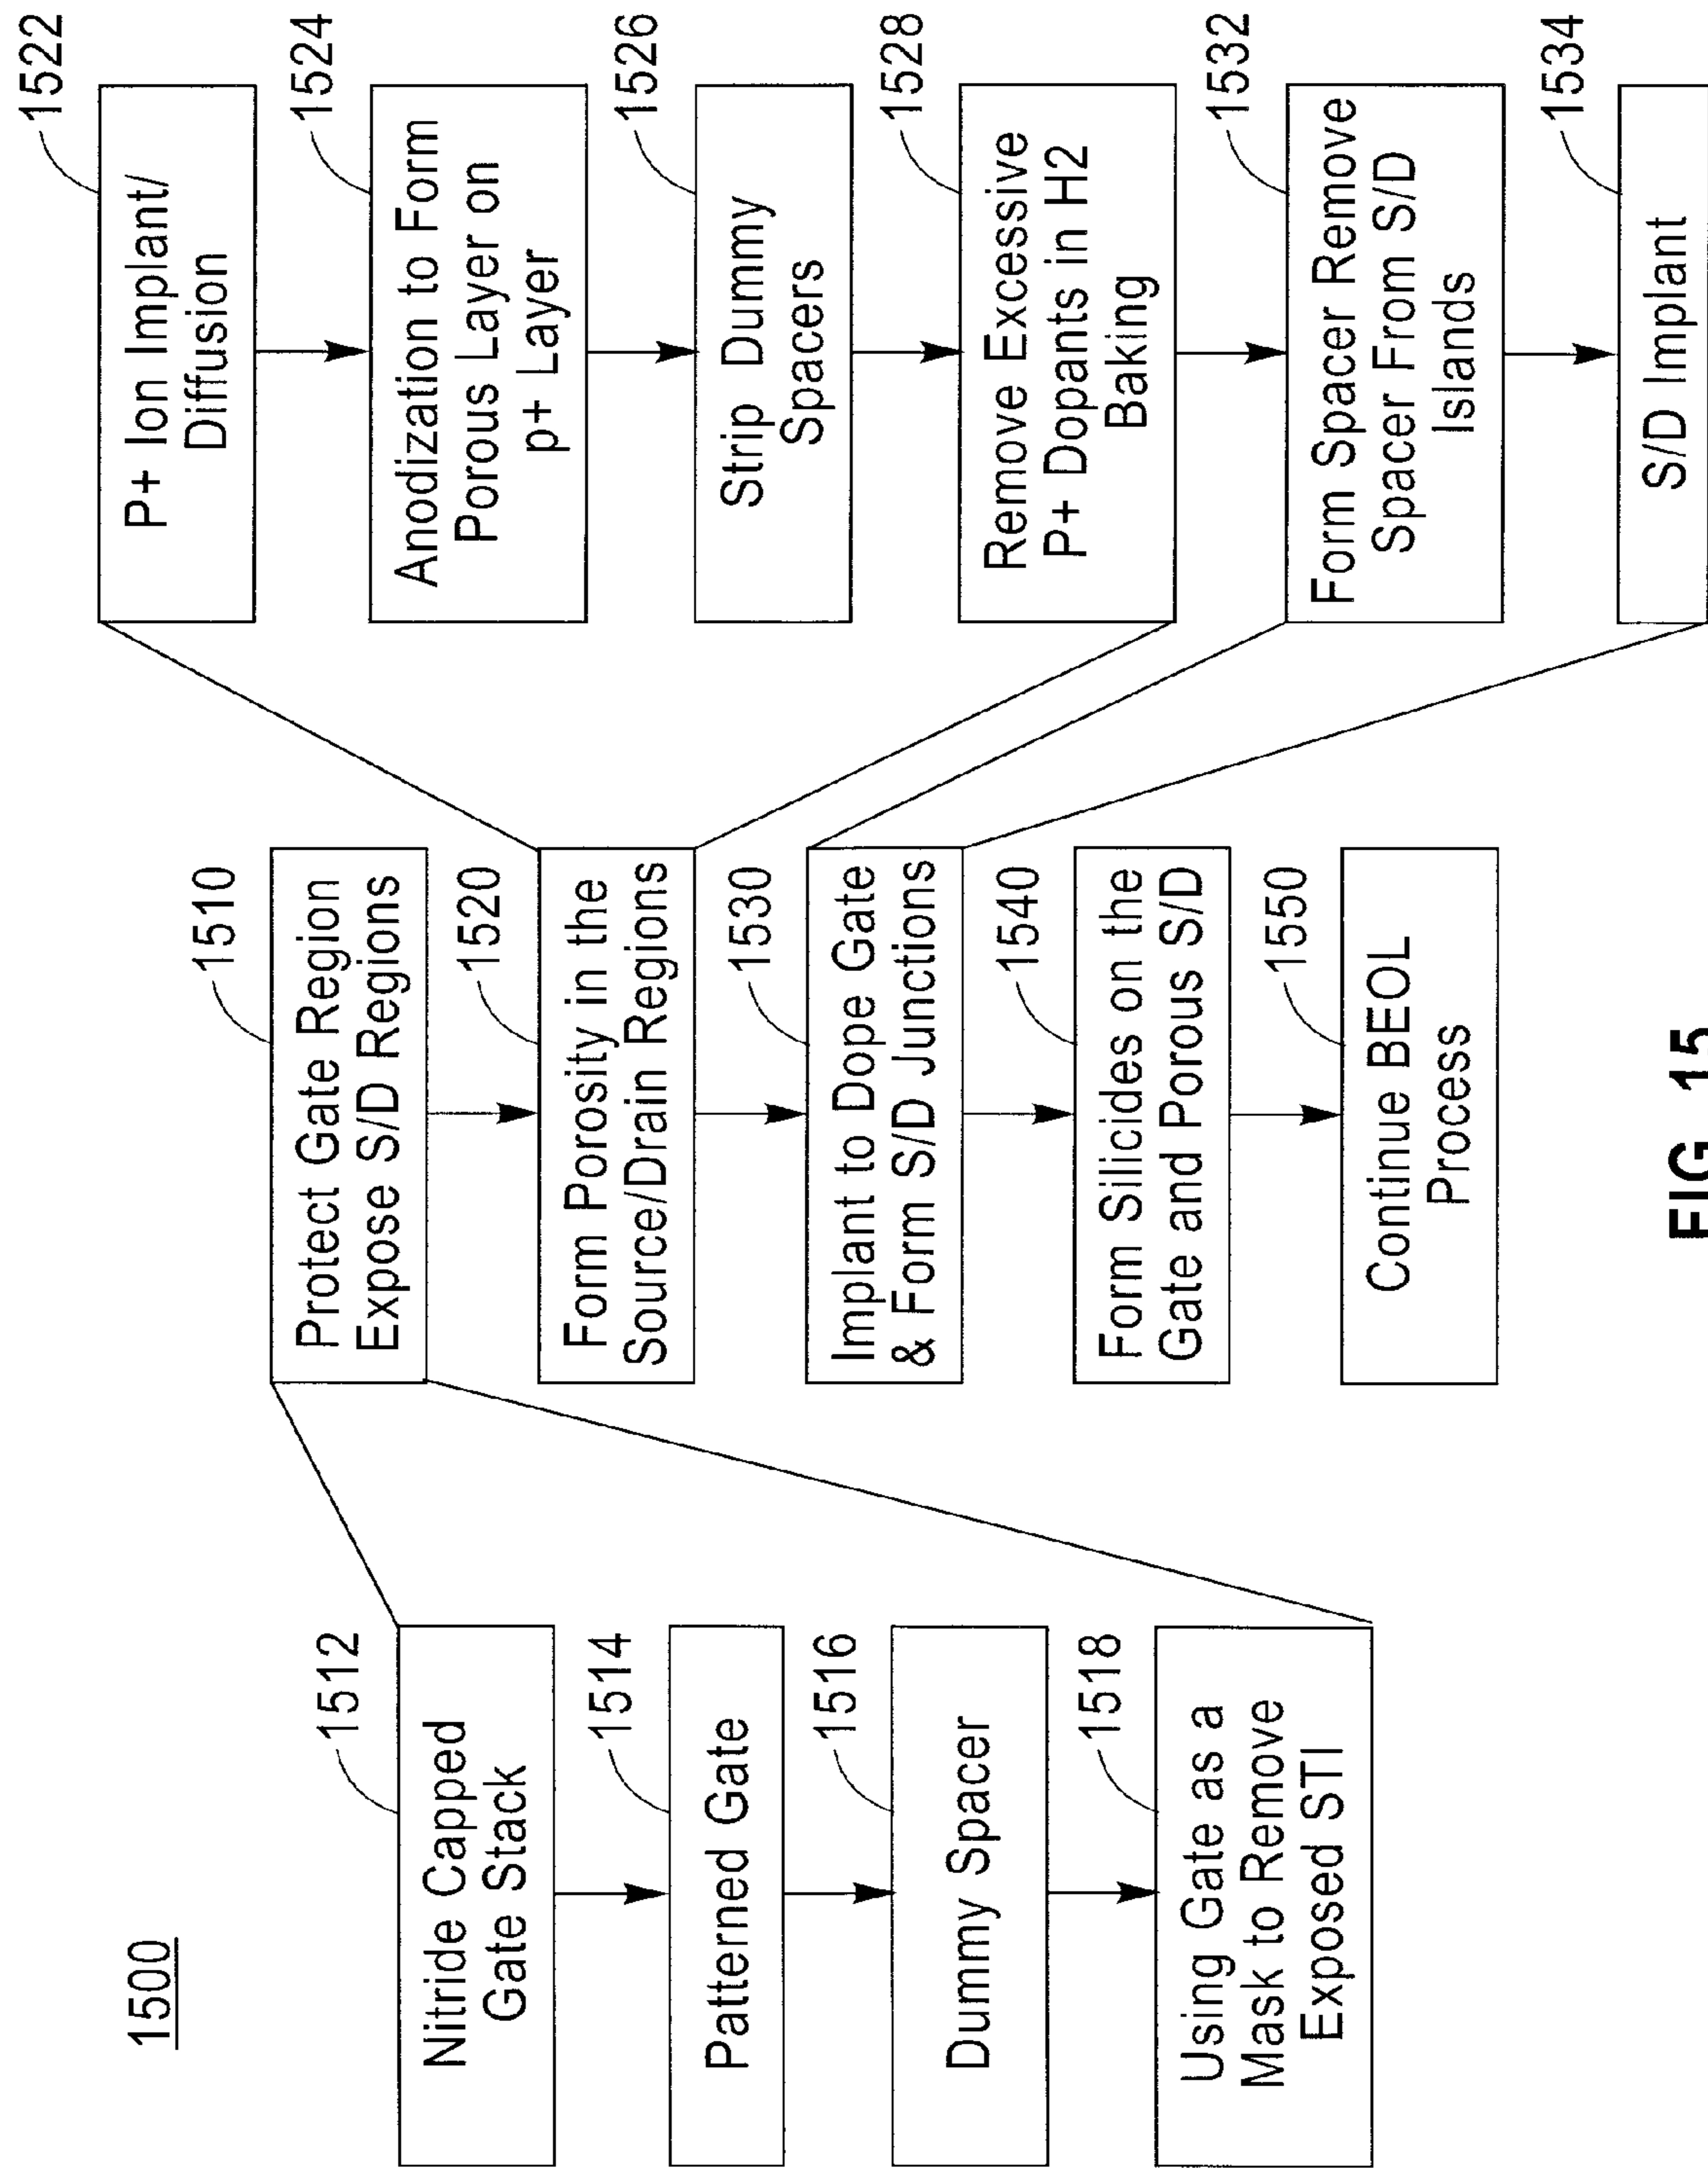 1500
1512
Nitride Capped
Gate Stack
1514
Patterned Gate
1516
Dummy Spacer
1518
Using Gate as a
Mask to Remove
Exposed STI
1510
Protect Gate Region
Expose S/D Regions
1520
Form Porosity in the
Source/Drain Regions
1530
Implant to Dope Gate
& Form S/D Junctions
1540
Form Silicides on the
Gate and Porous S/D
1550
Continue BEOL
Process
1522
P+ Ion Implant/
Diffusion
1524
Anodization to Form
Porous Layer on
p+ Layer
1526
Strip Dummy
Spacers
1528
Remove Excessive
P+ Dopants in H2
Baking
1532
Form Spacer Remove
Spacer From S/D
Islands
1534
S/D Implant
FIG 15